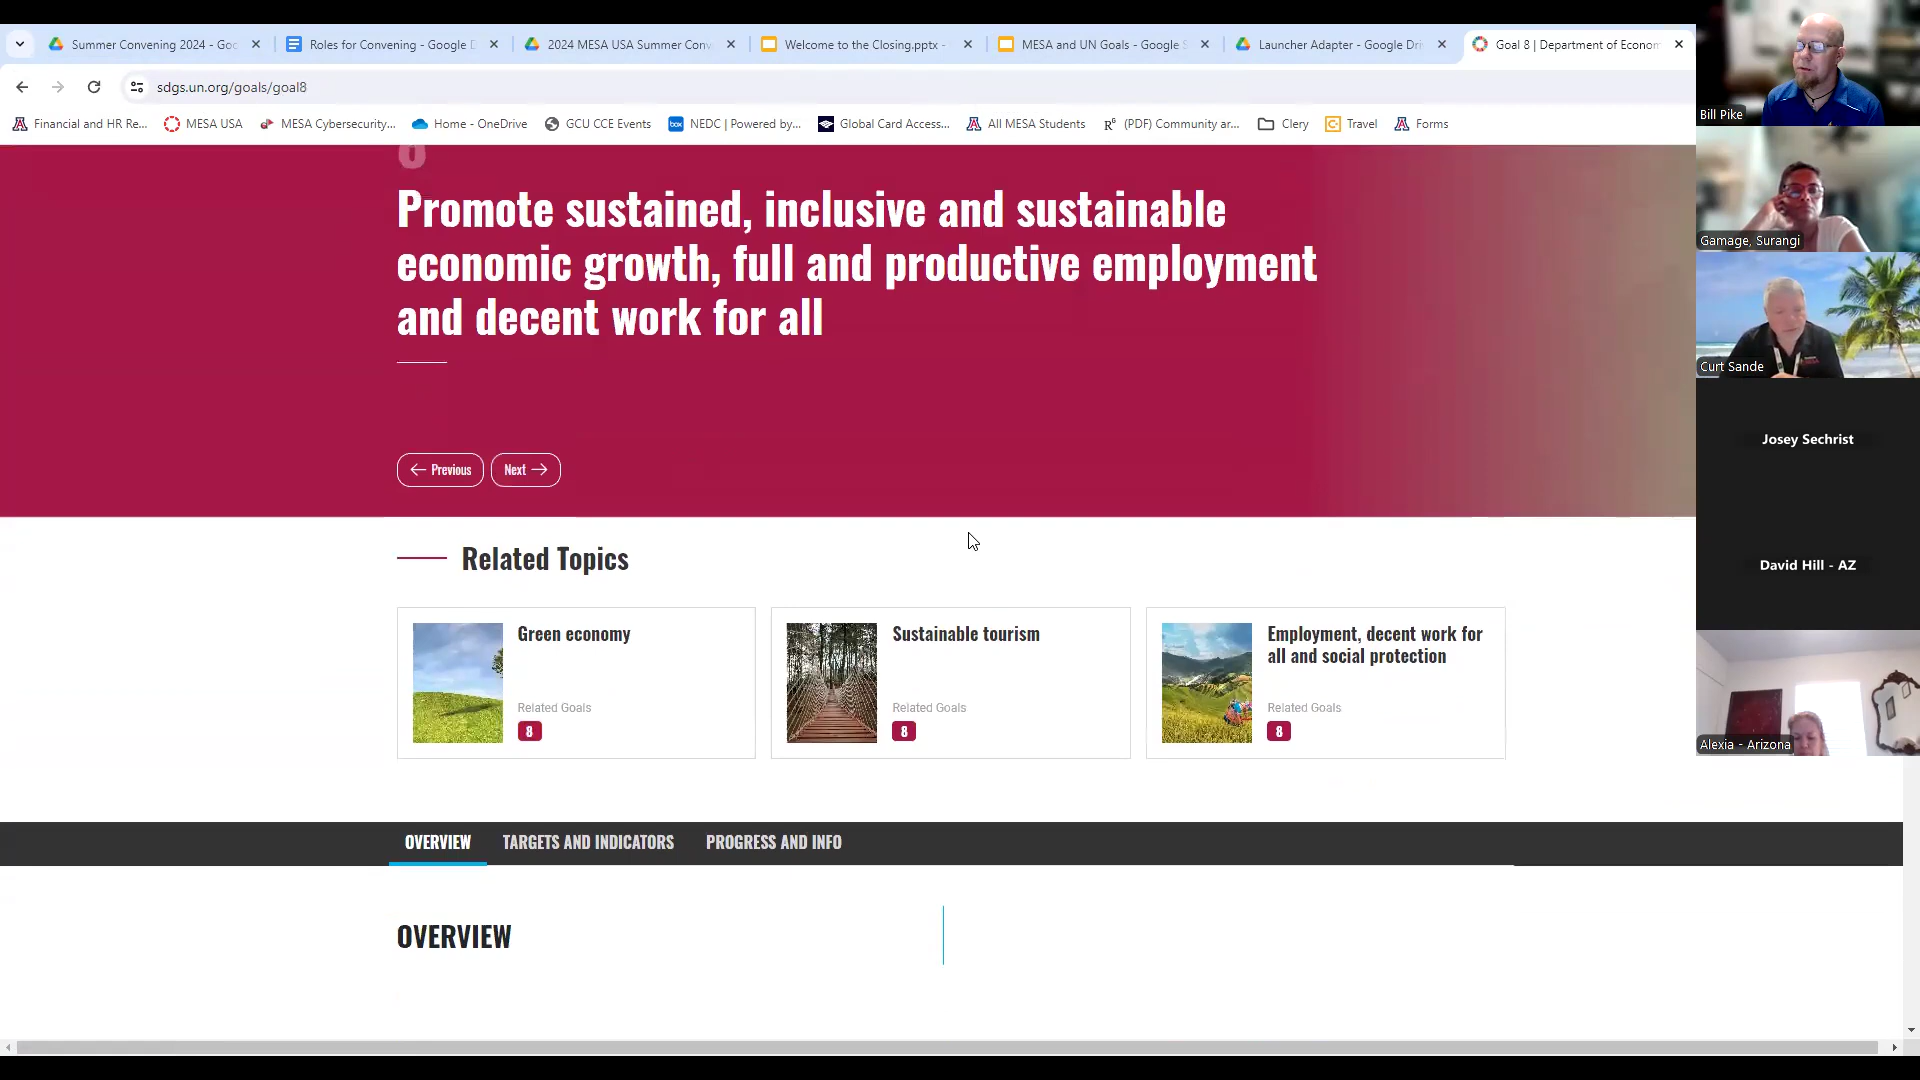 Summer Convening 2024 - Goo
Roles for Convening - Google D
2024 MESA USA Summer Conv
Welcome to the Closing.pptx -
MESA and UN Goals - Google S
Launcher Adapter - Google Dri
Goal 8 | Department of Econom
sdgs.un.org/goals/goal8
Financial and HR Re...
MESA USA
MESA Cybersecurity...
Home - OneDrive
GCU CCE Events
NEDC | Powered by...
Global Card Access...
All MESA Students
(PDF) Community ar...
Clery
Travel
Forms
8
Promote sustained, inclusive and sustainable
economic growth, full and productive employment
and decent work for all
Previous
Next
Related Topics
Green economy
Related Goals
8
Sustainable tourism
Related Goals
8
Employment, decent work for
all and social protection
Related Goals
8
OVERVIEW
TARGETS AND INDICATORS
PROGRESS AND INFO
OVERVIEW
Bill Pike
Gamage, Surangi
Curt Sande
Josey Sechrist
David Hill - AZ
Alexia - Arizona